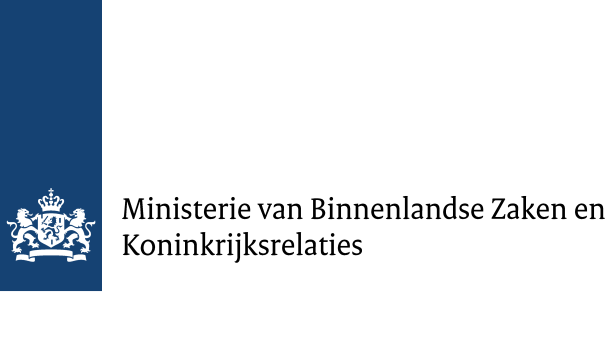 Ministerie van Binnenlandse Zaken en
Koninkrijksrelaties